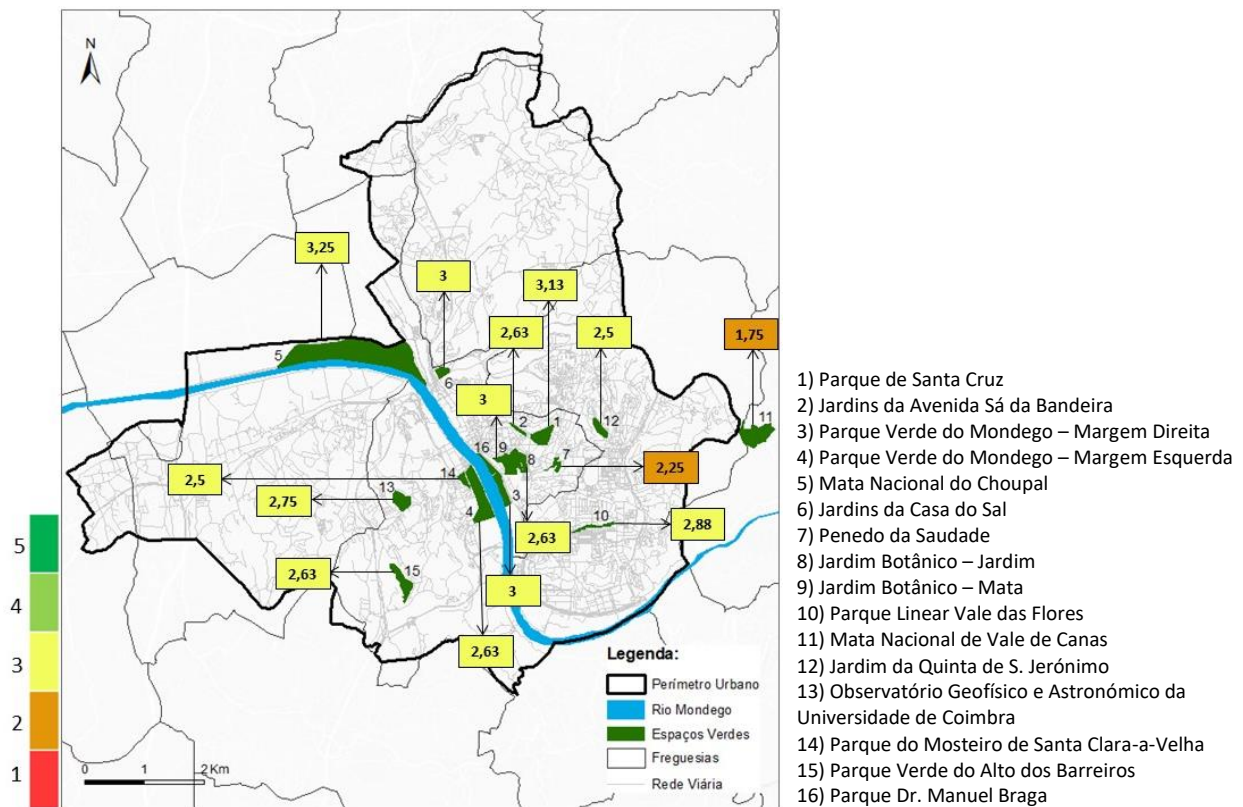 N
3,25
3
3,13
2,63
2,5
1,75
5
6
3
2
1
12
11
16
9
8
7
2,25
14
2,5
13
2,75
3
4
10
2,63
2,88
15
2,63
3
2,63
5
4
3
2
1
0 1 2 Km
Legenda:
Perímetro Urbano
Rio Mondego
Espaços Verdes
Freguesias
Rede Viária
1) Parque de Santa Cruz
2) Jardins da Avenida Sá da Bandeira
3) Parque Verde do Mondego – Margem Direita
4) Parque Verde do Mondego – Margem Esquerda
5) Mata Nacional do Choupal
6) Jardins da Casa do Sal
7) Penedo da Saudade
8) Jardim Botânico – Jardim
9) Jardim Botânico – Mata
10) Parque Linear Vale das Flores
11) Mata Nacional de Vale de Canas
12) Jardim da Quinta de S. Jerónimo
13) Observatório Geofísico e Astronómico da
Universidade de Coimbra
14) Parque do Mosteiro de Santa Clara-a-Velha
15) Parque Verde do Alto dos Barreiros
16) Parque Dr. Manuel Braga